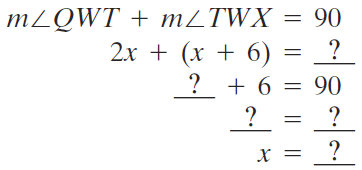 m∠QWT + m∠TWX = 90
2x + (x + 6) = ?
? + 6 = 90
? = ?
x = ?